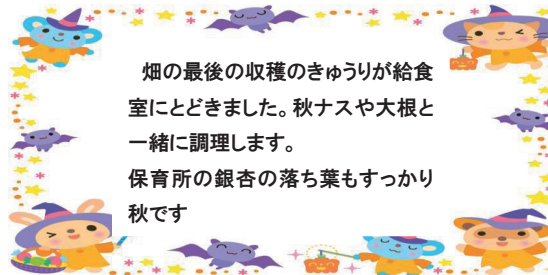 畑の最後の収穫のきゅうりが給食
室にとどきました。秋ナスや大根と
一緒に調理します。
保育所の銀杏の落ち葉もすっかり
秋です